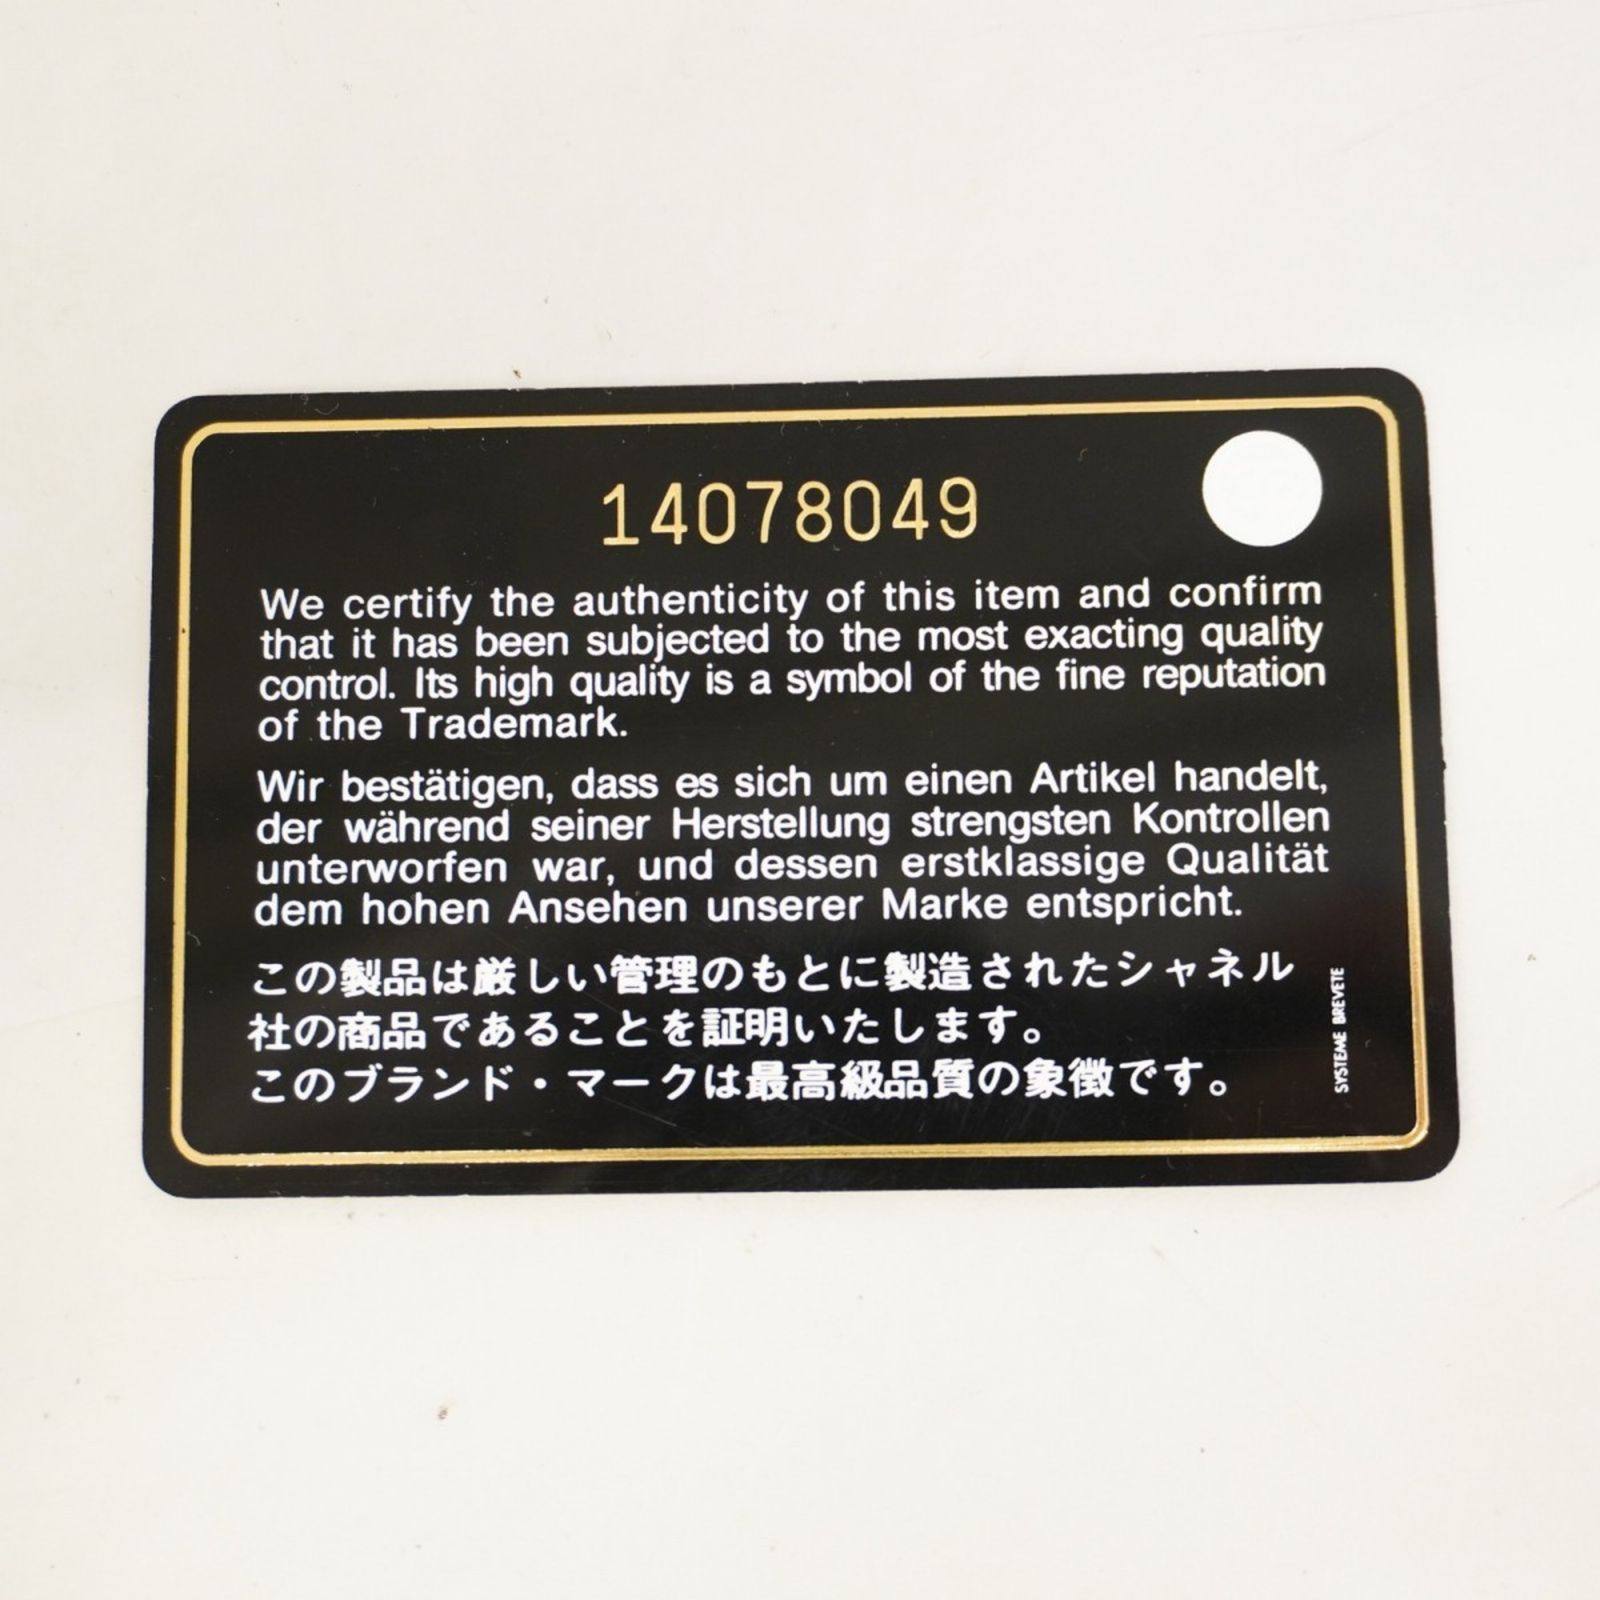 14078049
We certify the authenticity of this item and confirm
that it has been subjected to the most exacting quality
control. Its high quality is a symbol of the fine reputation
of the Trademark.
Wir bestätigen, dass es sich um einen Artikel handelt,
der während seiner Herstellung strengsten Kontrollen
unterworfen war, und dessen erstklassige Qualität
dem hohen Ansehen unserer Marke entspricht.
この製品は厳しい管理のもとに製造されたシャネル
社の商品であることを証明いたします。
このブランド・マークは最高級品質の象徴です。
SYSTEME BREVETE